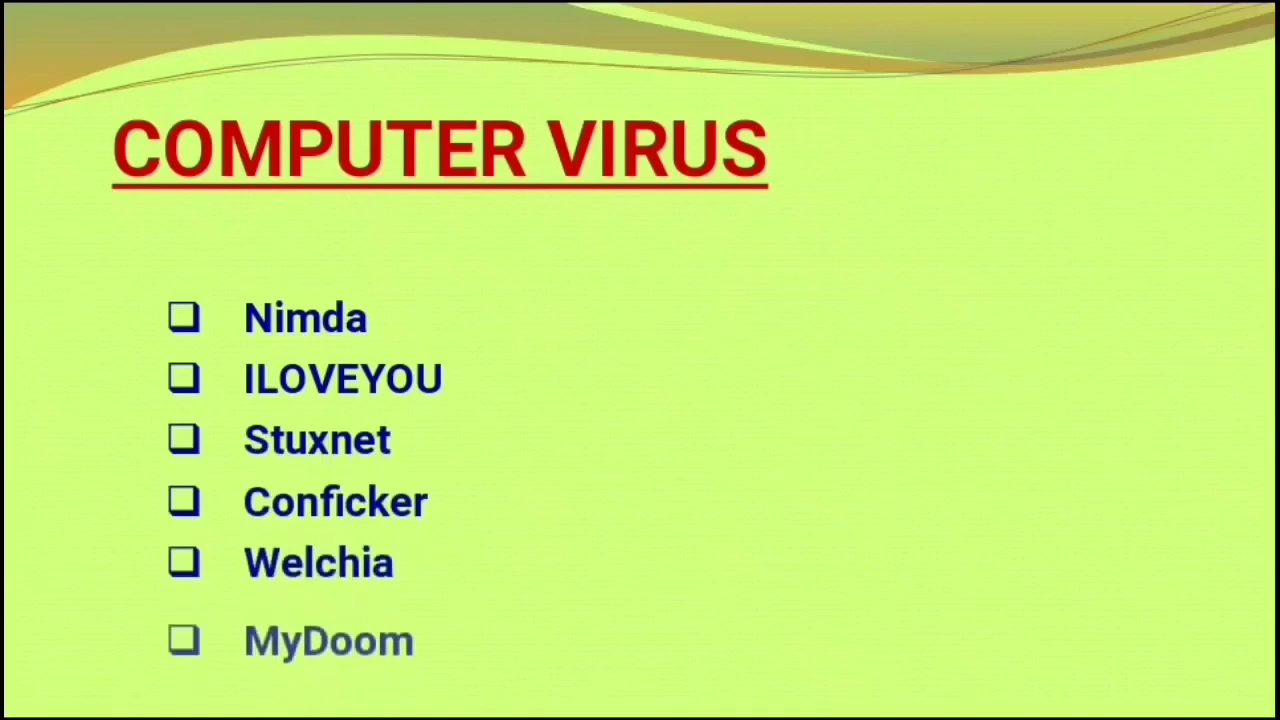 COMPUTER VIRUS
❑ Nimda
❑ ILOVEYOU
❑ Stuxnet
❑ Conficker
❑ Welchia
❑ MyDoom